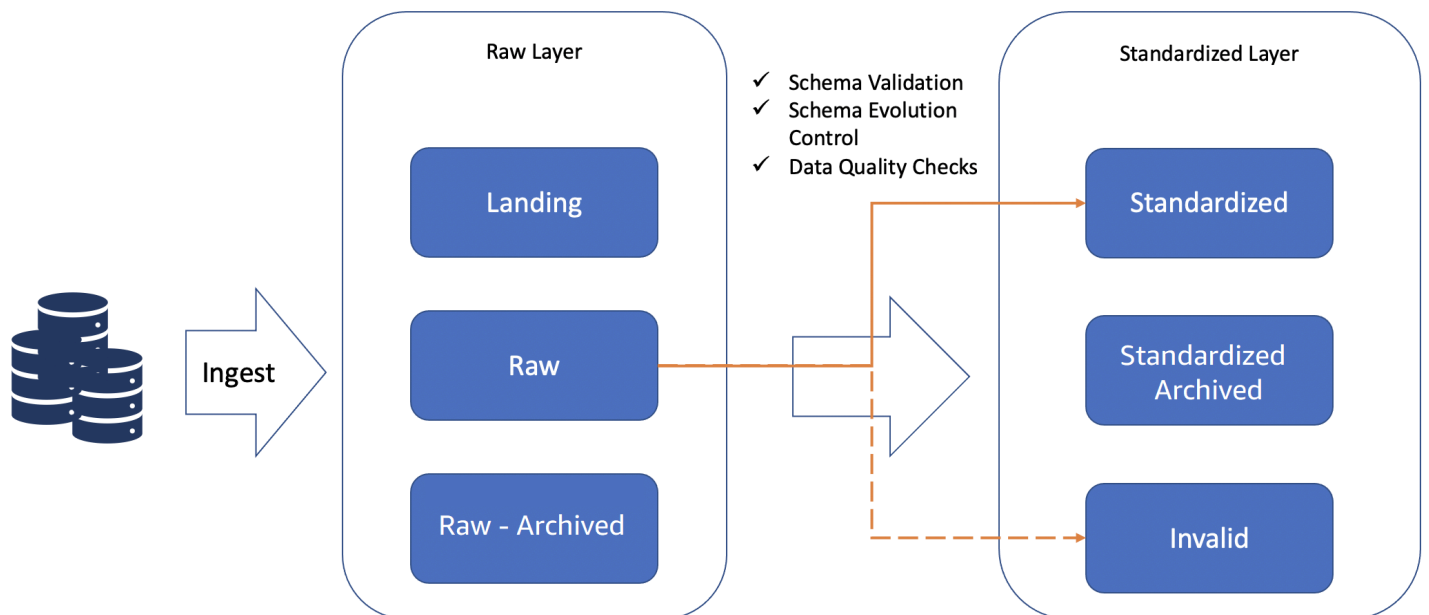 Raw Layer
Standardized Layer
✓ Schema Validation
✓ Schema Evolution
Control
✓ Data Quality Checks
Landing
Standardized
Ingest
Raw
Standardized
Archived
Raw - Archived
Invalid